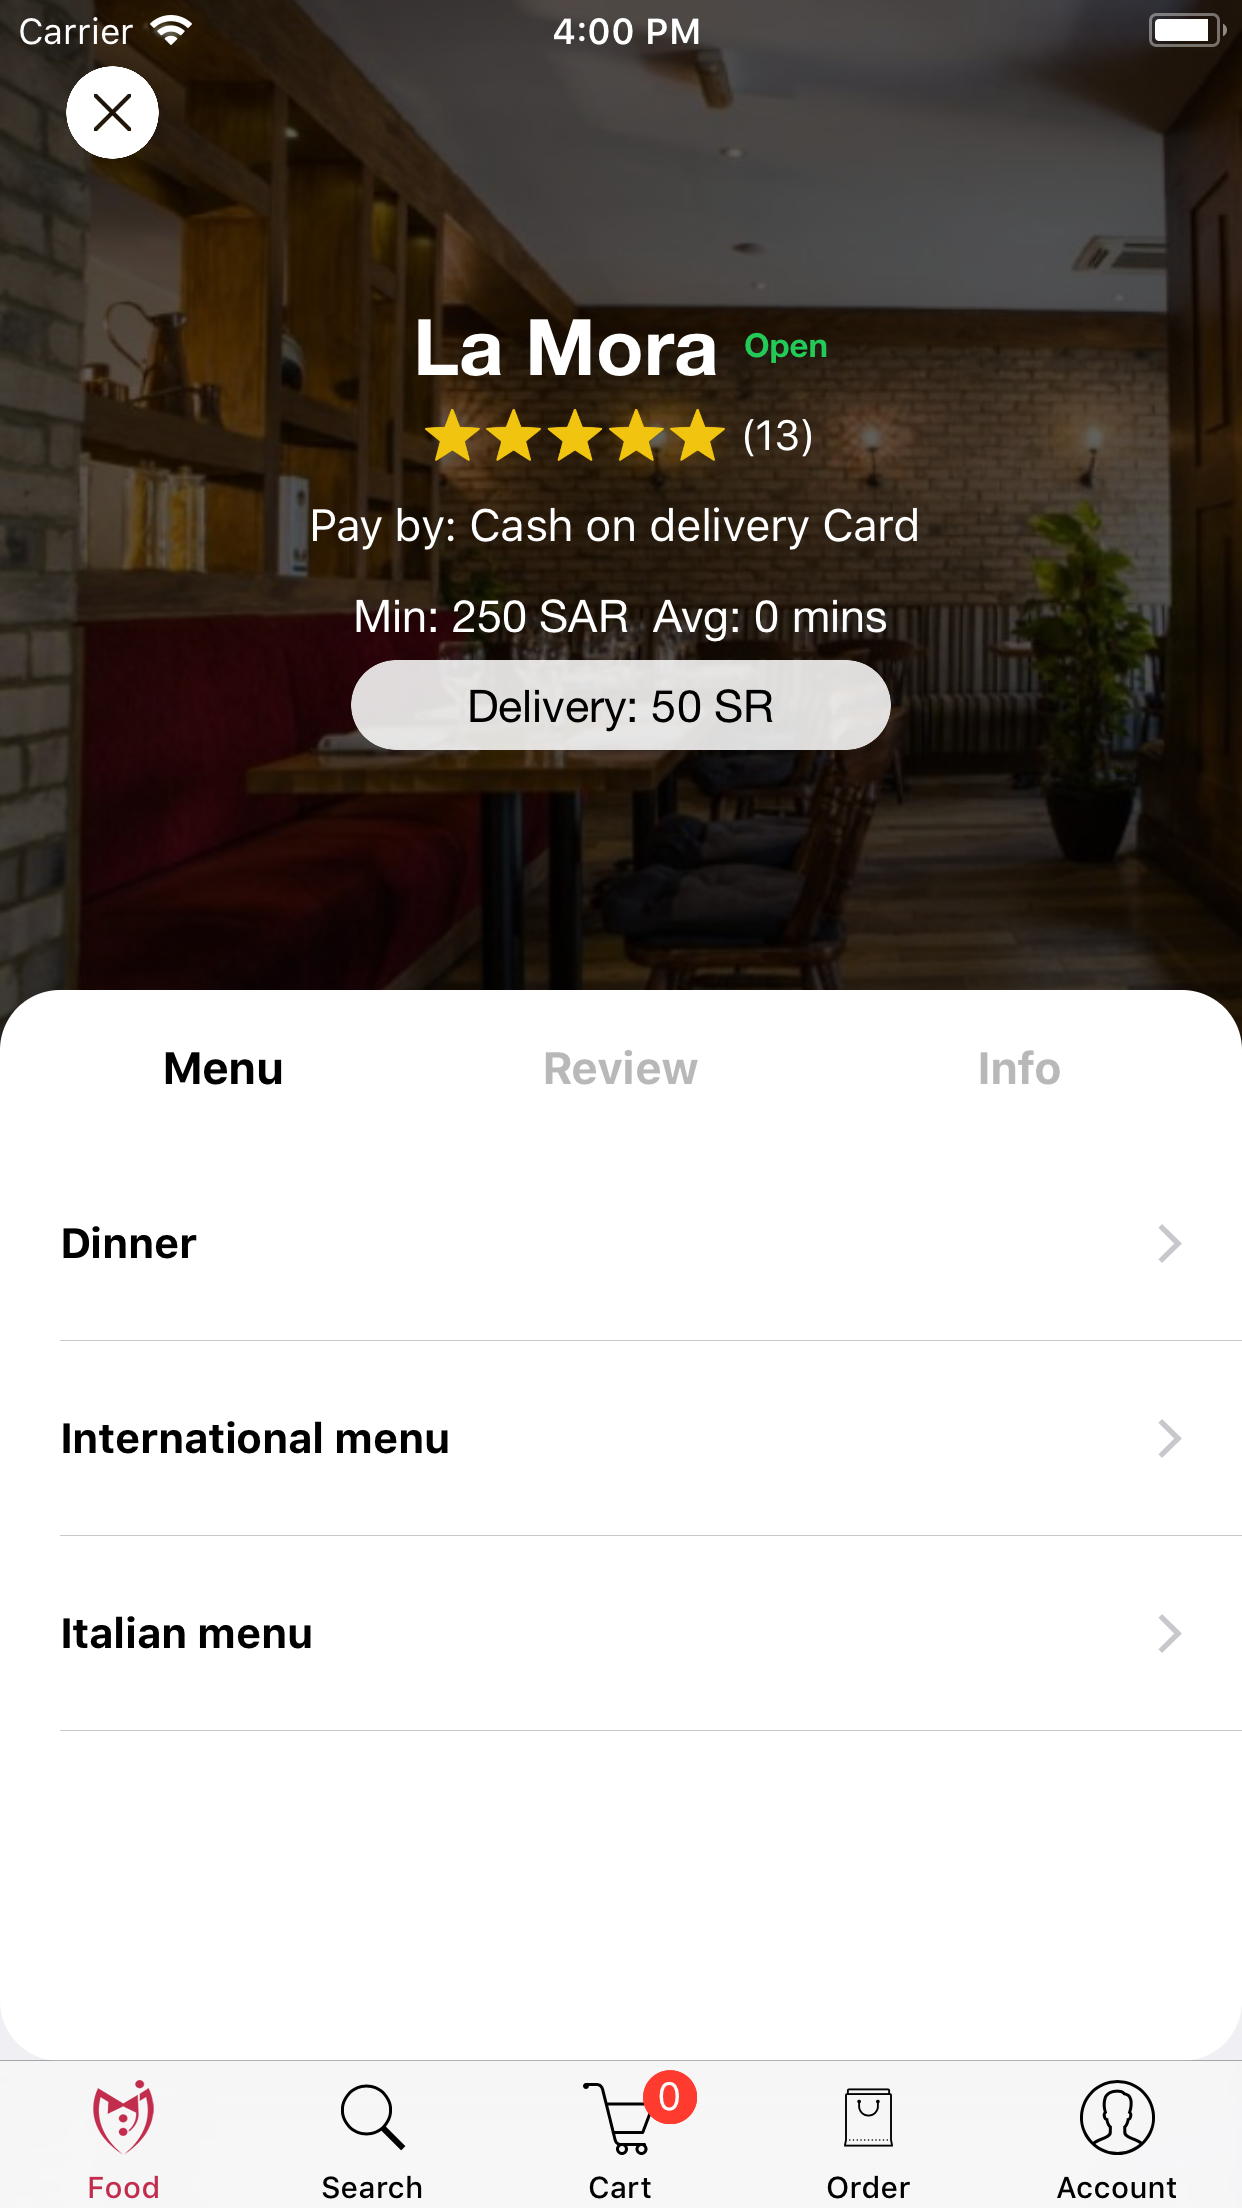 Carrier 4:00 PM
La Mora Open
(13)
Pay by: Cash on delivery Card
Min: 250 SAR Avg: 0 mins
Delivery: 50 SR
Menu Review Info
Dinner
International menu
Italian menu
0
Food Search Cart Order Account